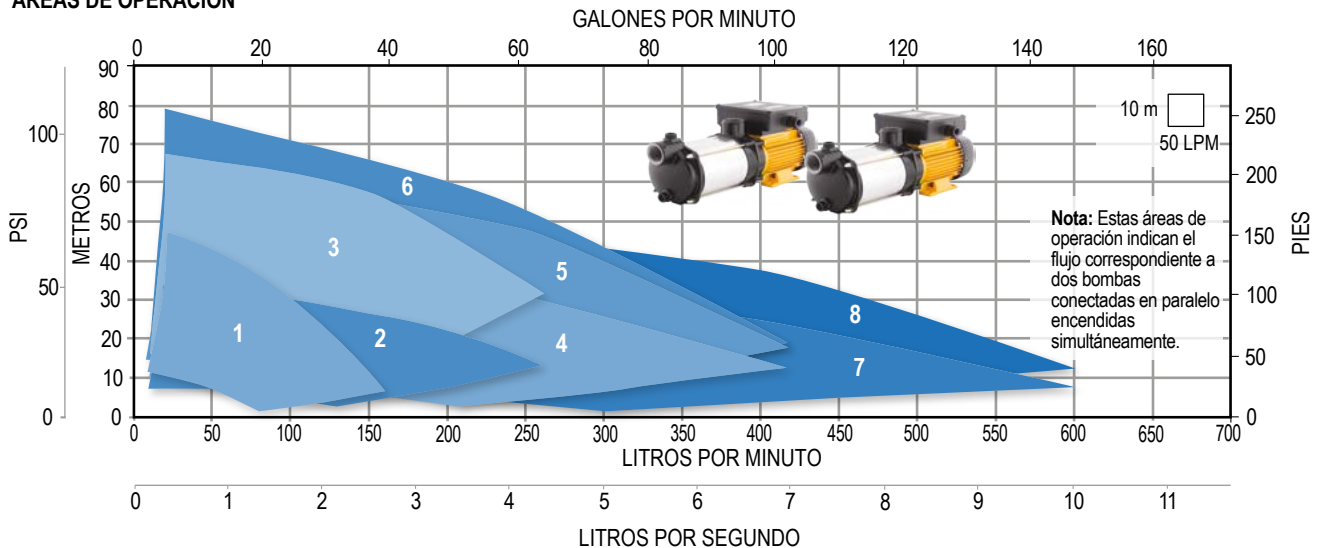 ÁREAS DE OPERACIÓN
GALONES POR MINUTO
0 20 40 60 80 100 120 140 160
PSI
100
50
0
METROS
90
80
70
60
50
40
30
20
10
0
1
2
3
4
5
6
7
8
10 m
50 LPM
Nota: Estas áreas de
operación indican el
flujo correspondiente a
dos bombas
conectadas en paralelo
encendidas
simultáneamente.
250
200
150
100
50
0
PIES
0 50 100 150 200 250 300 350 400 450 500 550 600 650 700
LITROS POR MINUTO
0 1 2 3 4 5 6 7 8 9 10 11
LITROS POR SEGUNDO